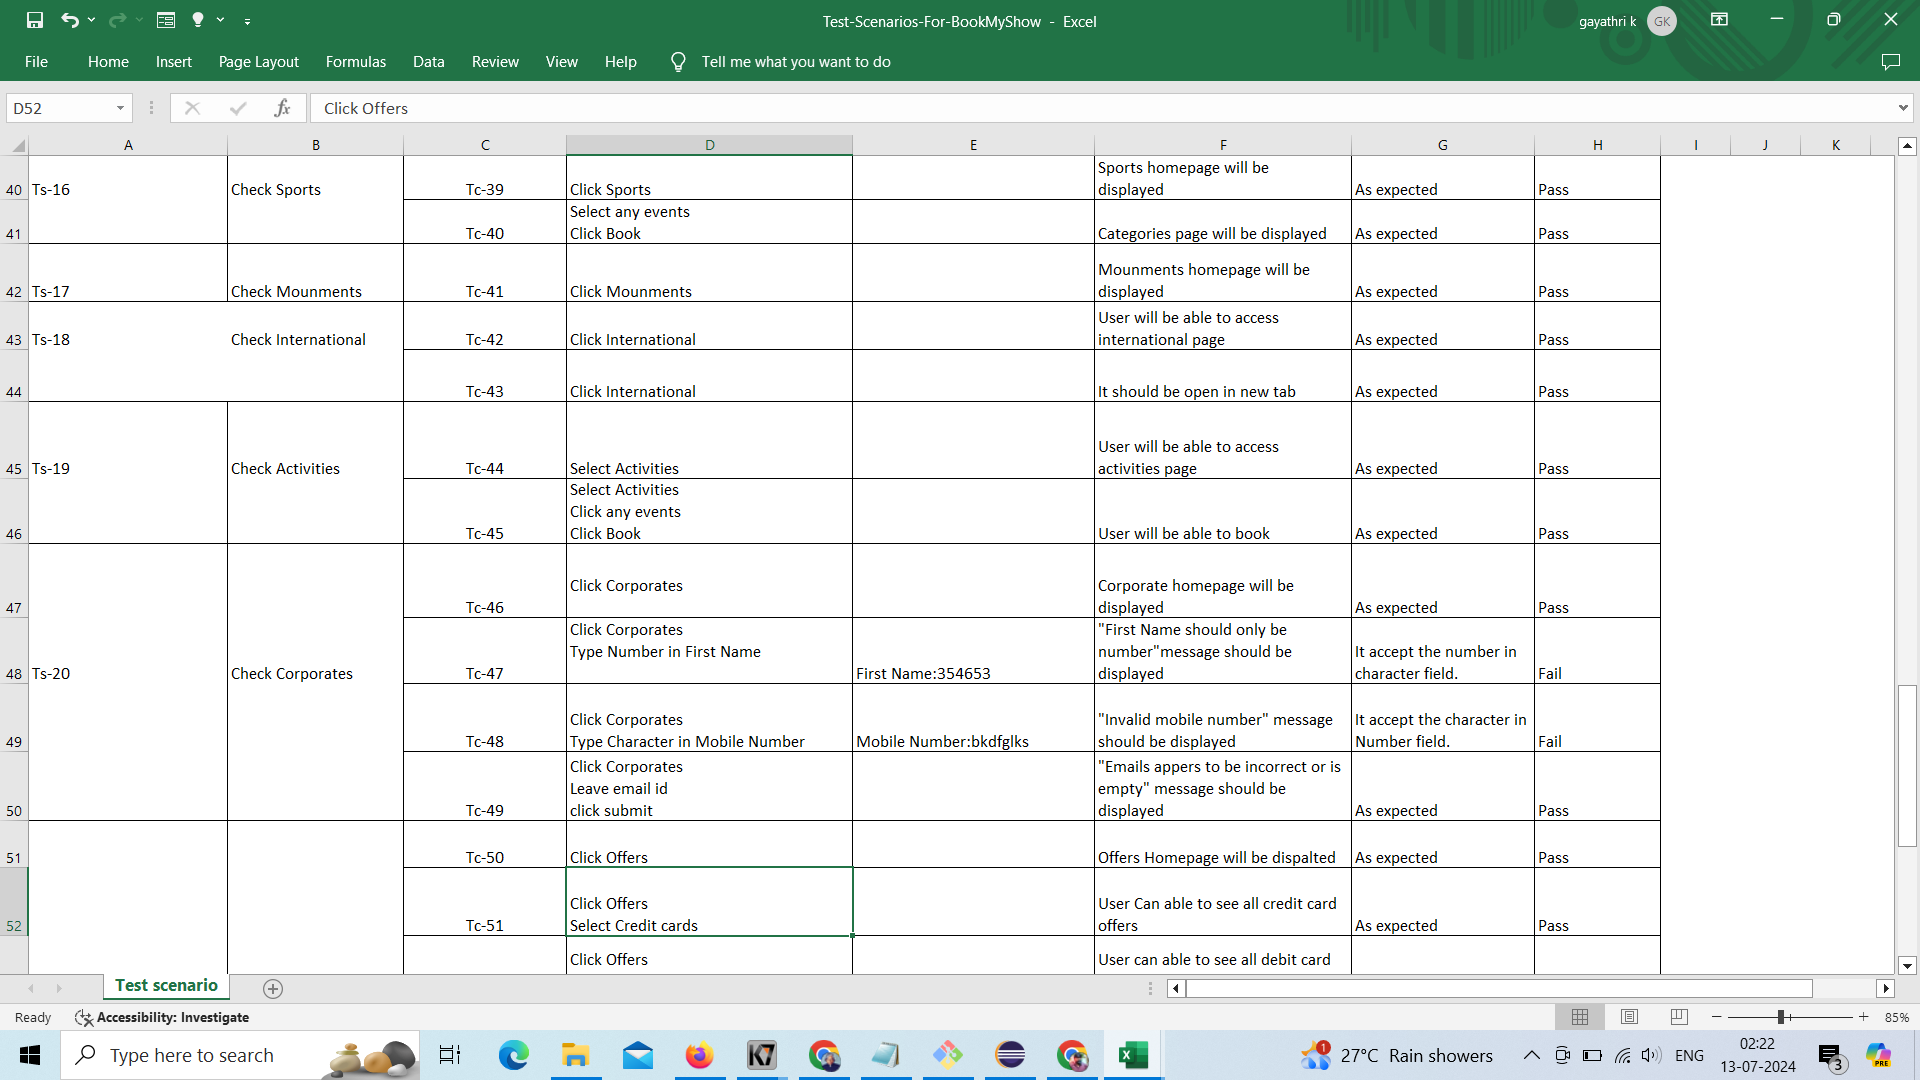 Test-Scenarios-For-BookMyShow - Excel
gayathri k GK
File Home Insert Page Layout Formulas Data Review View Help Tell me what you want to do
D52 fx Click Offers
A B C D E F G H I J K
Sports homepage will be
40 Ts-16 Check Sports Tc-39 Click Sports displayed As expected Pass
Select any events
41 Tc-40 Click Book Categories page will be displayed As expected Pass
Mounments homepage will be
42 Ts-17 Check Mounments Tc-41 Click Mounments displayed As expected Pass
User will be able to access
43 Ts-18 Check International Tc-42 Click International international page As expected Pass
44 Tc-43 Click International It should be open in new tab As expected Pass
User will be able to access
45 Ts-19 Check Activities Tc-44 Select Activities activities page As expected Pass
Select Activities
Click any events
46 Tc-45 Click Book User will be able to book As expected Pass
Click Corporates Corporate homepage will be
47 Tc-46 displayed As expected Pass
Click Corporates "First Name should only be
Type Number in First Name number"message should be It accept the number in
48 Ts-20 Check Corporates Tc-47 First Name:354653 displayed character field. Fail
Click Corporates "Invalid mobile number" message It accept the character in
49 Tc-48 Type Character in Mobile Number Mobile Number:bkdfglks should be displayed Number field. Fail
Click Corporates "Emails appers to be incorrect or is
Leave email id empty" message should be
50 Tc-49 click submit displayed As expected Pass
51 Tc-50 Click Offers Offers Homepage will be dispalted As expected Pass
Click Offers User Can able to see all credit card
52 Tc-51 Select Credit cards offers As expected Pass
Click Offers User can able to see all debit card
Test scenario
Ready Accessibility: Investigate 85%
Type here to search K7 27°C Rain showers 1 ENG 02:22 3 PRE
13-07-2024